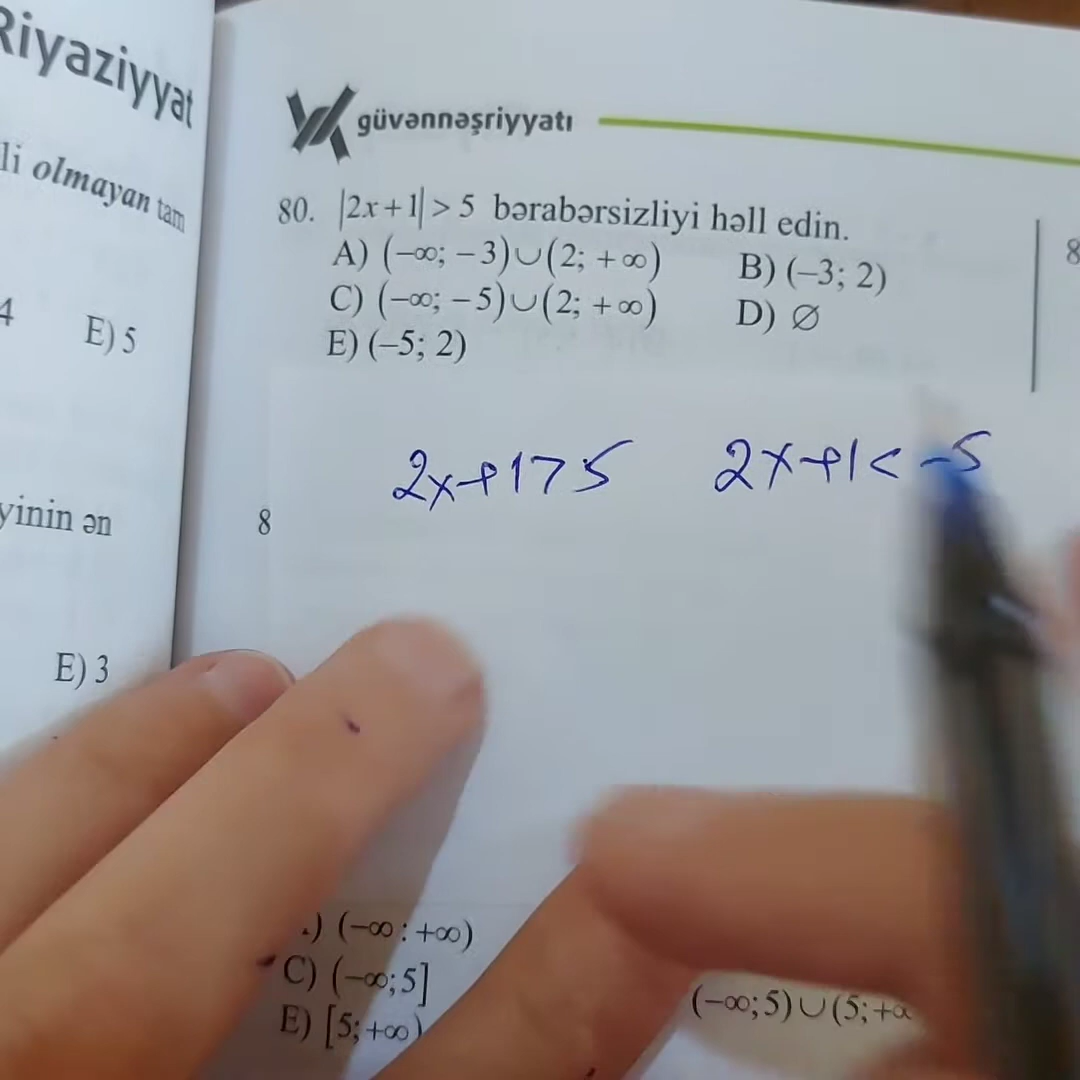 Riyaziyyat
li olmayan tam
4 E) 5
yinin ən
E) 3
güvənnəşriyyatı
80. |2x+1| > 5 bərabərsizliyi həll edin.
A) (−∞; −3)∪(2; +∞) B) (−3; 2)
C) (−∞; −5)∪(2; +∞) D) ∅
E) (−5; 2)
2x+1>5 2x+1<-5
8
8
) (−∞: +∞)
C) (−∞;5]
E) [5;+∞)
(−∞;5)∪(5;+∞